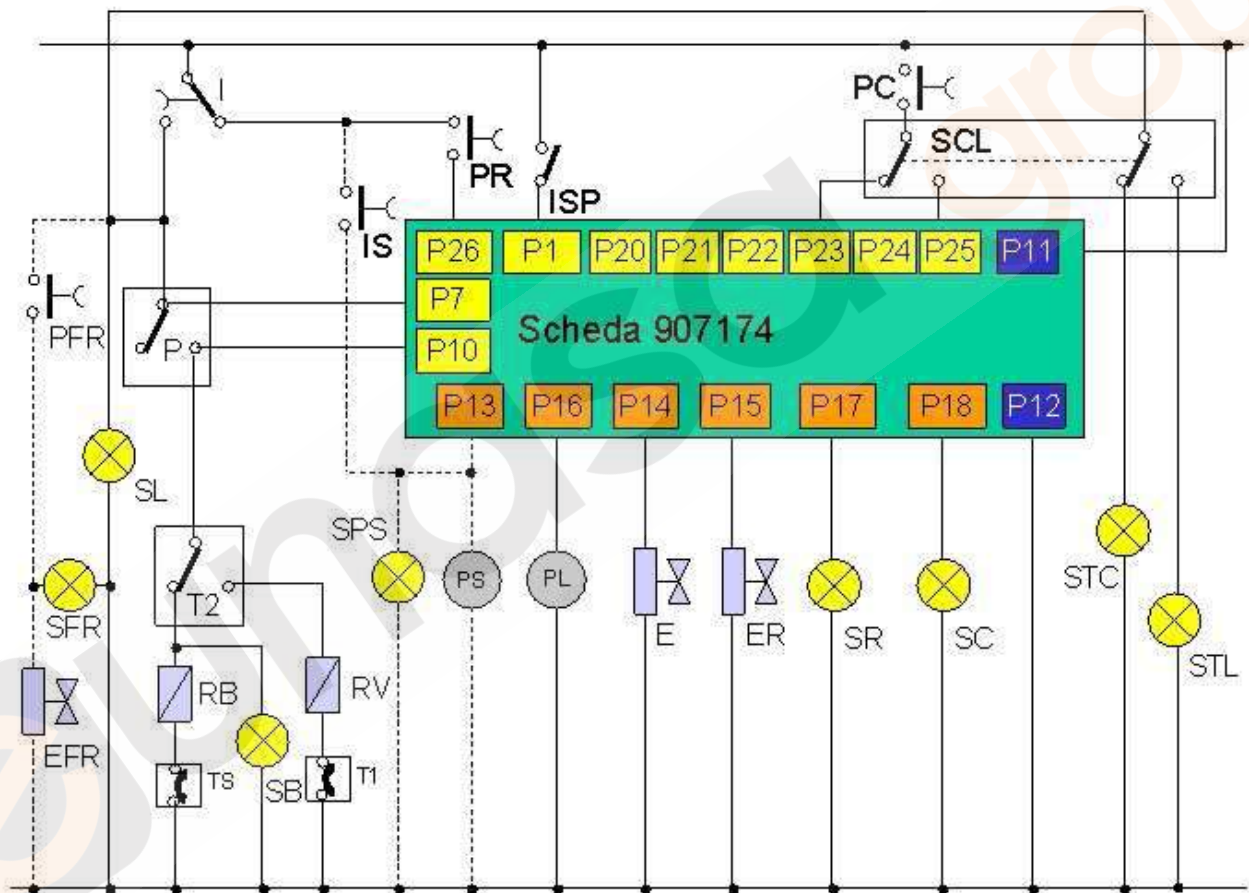 I
PC
SCL
PR
ISP
IS
P26 P1 P20 P21 P22 P23 P24 P25 P11
P7
Scheda 907174
P10
PFR
P
P13 P16 P14 P15 P17 P18 P12
SL
SPS
PS
PL
STC
SFR
T2
E
ER
SR
SC
STL
RB
RV
EFR
TS
SB
T1
eunasa group